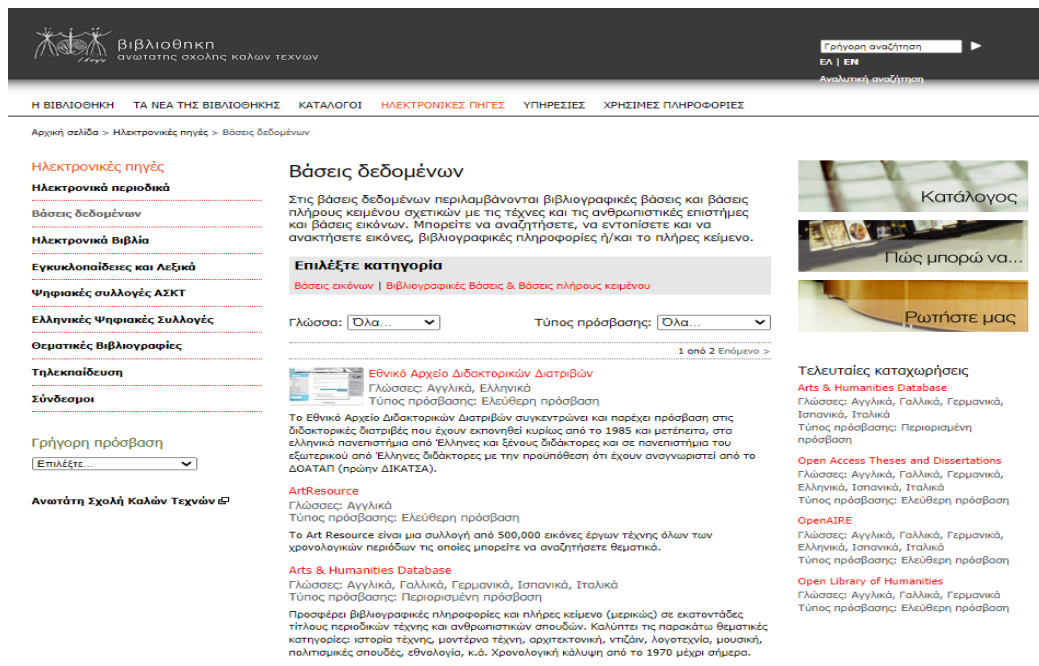 βιβλιοθηκη
ανωτατης σχολης καλων τεχνων
Γρήγορη αναζήτηση
ΕΛ | EN
Αναλυτική αναζήτηση
Η ΒΙΒΛΙΟΘΗΚΗ ΤΑ ΝΕΑ ΤΗΣ ΒΙΒΛΙΟΘΗΚΗΣ ΚΑΤΑΛΟΓΟΙ ΗΛΕΚΤΡΟΝΙΚΕΣ ΠΗΓΕΣ ΥΠΗΡΕΣΙΕΣ ΧΡΗΣΙΜΕΣ ΠΛΗΡΟΦΟΡΙΕΣ
Αρχική σελίδα > Ηλεκτρονικές πηγές > Βάσεις δεδομένων
Ηλεκτρονικές πηγές
Ηλεκτρονικά περιοδικά
Βάσεις δεδομένων
Ηλεκτρονικά Βιβλία
Εγκυκλοπαίδειες και Λεξικά
Ψηφιακές συλλογές ΑΣΚΤ
Ελληνικές Ψηφιακές Συλλογές
Θεματικές Βιβλιογραφίες
Τηλεκπαίδευση
Σύνδεσμοι
Γρήγορη πρόσβαση
Επιλέξτε...
Ανωτάτη Σχολή Καλών Τεχνών
Βάσεις δεδομένων
Στις βάσεις δεδομένων περιλαμβάνονται βιβλιογραφικές βάσεις και βάσεις
πλήρους κειμένου σχετικών με τις τέχνες και τις ανθρωπιστικές επιστήμες
και βάσεις εικόνων. Μπορείτε να αναζητήσετε, να εντοπίσετε και να
ανακτήσετε εικόνες, βιβλιογραφικές πληροφορίες ή/και το πλήρες κείμενο.
Επιλέξτε κατηγορία
Βάσεις εικόνων | Βιβλιογραφικές Βάσεις & Βάσεις πλήρους κειμένου
Γλώσσα: Όλα... Τύπος πρόσβασης: Όλα...
1 από 2 Επόμενο >
Εθνικό Αρχείο Διδακτορικών Διατριβών
Γλώσσες: Αγγλικά, Ελληνικά
Τύπος πρόσβασης: Ελεύθερη πρόσβαση
Το Εθνικό Αρχείο Διδακτορικών Διατριβών συγκεντρώνει και παρέχει πρόσβαση στις
διδακτορικές διατριβές που έχουν εκπονηθεί κυρίως από το 1985 και μετέπειτα, στα
ελληνικά πανεπιστήμια από Έλληνες και ξένους διδάκτορες και σε πανεπιστήμια του
εξωτερικού από Έλληνες διδάκτορες με την προϋπόθεση ότι έχουν αναγνωριστεί από το
ΔΟΑΤΑΠ (πρώην ΔΙΚΑΤΣΑ).
ArtResource
Γλώσσες: Αγγλικά
Τύπος πρόσβασης: Ελεύθερη πρόσβαση
Το Art Resource είναι μια συλλογή από 500,000 εικόνες έργων τέχνης όλων των
χρονολογικών περιόδων τις οποίες μπορείτε να αναζητήσετε θεματικά.
Arts & Humanities Database
Γλώσσες: Αγγλικά, Γαλλικά, Γερμανικά, Ισπανικά, Ιταλικά
Τύπος πρόσβασης: Περιορισμένη πρόσβαση
Προσφέρει βιβλιογραφικές πληροφορίες και πλήρες κείμενο (μερικώς) σε εκατοντάδες
τίτλους περιοδικών τέχνης και ανθρωπιστικών σπουδών. Καλύπτει τις παρακάτω θεματικές
κατηγορίες: ιστορία τέχνης, μοντέρνα τέχνη, αρχιτεκτονική, ντιζάιν, λογοτεχνία, μουσική,
πολιτισμικές σπουδές, εθνολογία, κ.ά. Χρονολογική κάλυψη από το 1970 μέχρι σήμερα.
Κατάλογος
Πώς μπορώ να...
Ρωτήστε μας
Τελευταίες καταχωρήσεις
Arts & Humanities Database
Γλώσσες: Αγγλικά, Γαλλικά, Γερμανικά,
Ισπανικά, Ιταλικά
Τύπος πρόσβασης: Περιορισμένη
πρόσβαση
Open Access Theses and Dissertations
Γλώσσες: Αγγλικά, Γαλλικά, Γερμανικά,
Ελληνικά, Ισπανικά, Ιταλικά
Τύπος πρόσβασης: Ελεύθερη πρόσβαση
OpenAIRE
Γλώσσες: Αγγλικά, Γαλλικά, Γερμανικά,
Ελληνικά, Ισπανικά, Ιταλικά
Τύπος πρόσβασης: Ελεύθερη πρόσβαση
Open Library of Humanities
Γλώσσες: Αγγλικά, Γαλλικά, Γερμανικά
Τύπος πρόσβασης: Ελεύθερη πρόσβαση